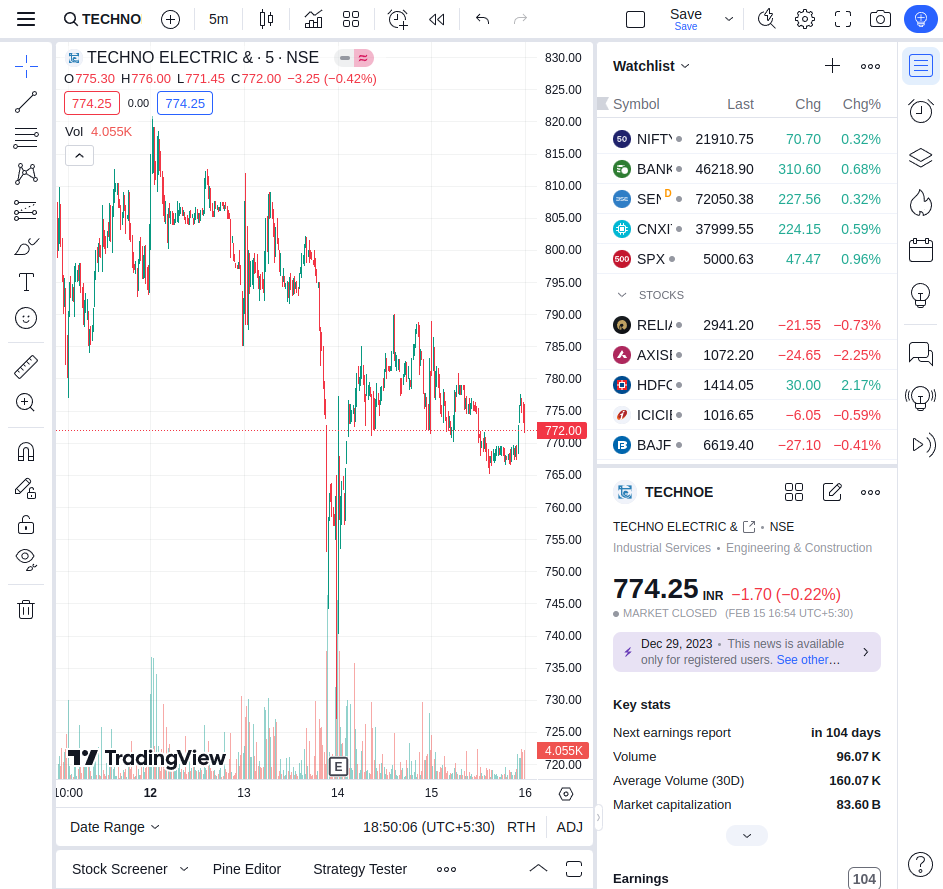 TECHNO
5m
Save
Save
TECHNO ELECTRIC & · 5 · NSE
O775.30 H776.00 L771.45 C772.00 −3.25 (−0.42%)
774.25 0.00 774.25
Vol 4.055K
830.00
825.00
820.00
815.00
810.00
805.00
800.00
795.00
790.00
785.00
780.00
775.00
772.00
765.00
760.00
755.00
750.00
745.00
740.00
735.00
730.00
725.00
4.055K
720.00
TradingView
E
10:00 12 13 14 15 16
Date Range
18:50:06 (UTC+5:30) RTH ADJ
Stock Screener Pine Editor Strategy Tester
Watchlist
Symbol Last Chg Chg%
50 NIFTY 21910.75 70.70 0.32%
BANK 46218.90 310.60 0.68%
SEN D 72050.38 227.56 0.32%
CNXIT 37999.55 224.15 0.59%
500 SPX 5000.63 47.47 0.96%
STOCKS
RELIA 2941.20 −21.55 −0.73%
AXISE 1072.20 −24.65 −2.25%
HDFC 1414.05 30.00 2.17%
ICICIE 1016.65 −6.05 −0.59%
BAJF 6619.40 −27.10 −0.41%
TECHNOE
TECHNO ELECTRIC & • NSE
Industrial Services • Engineering & Construction
774.25 INR −1.70 (−0.22%)
MARKET CLOSED (FEB 15 16:54 UTC+5:30)
Dec 29, 2023 • This news is available
only for registered users. See other…
Key stats
Next earnings report in 104 days
Volume 96.07 K
Average Volume (30D) 160.07 K
Market capitalization 83.60 B
Earnings 104